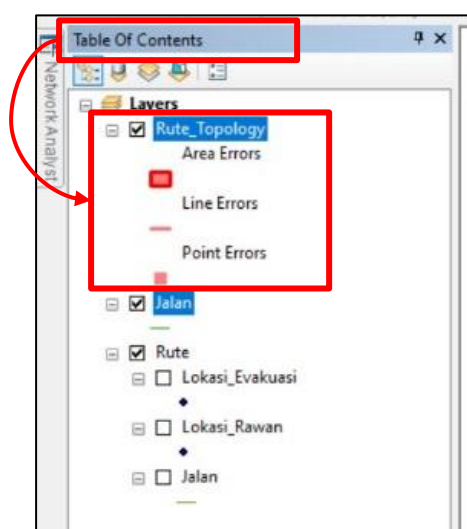 Table Of Contents
Network Analyst
Layers
Rute_Topology
Area Errors
Line Errors
Point Errors
Jalan
Rute
Lokasi_Evakuasi
Lokasi_Rawan
Jalan